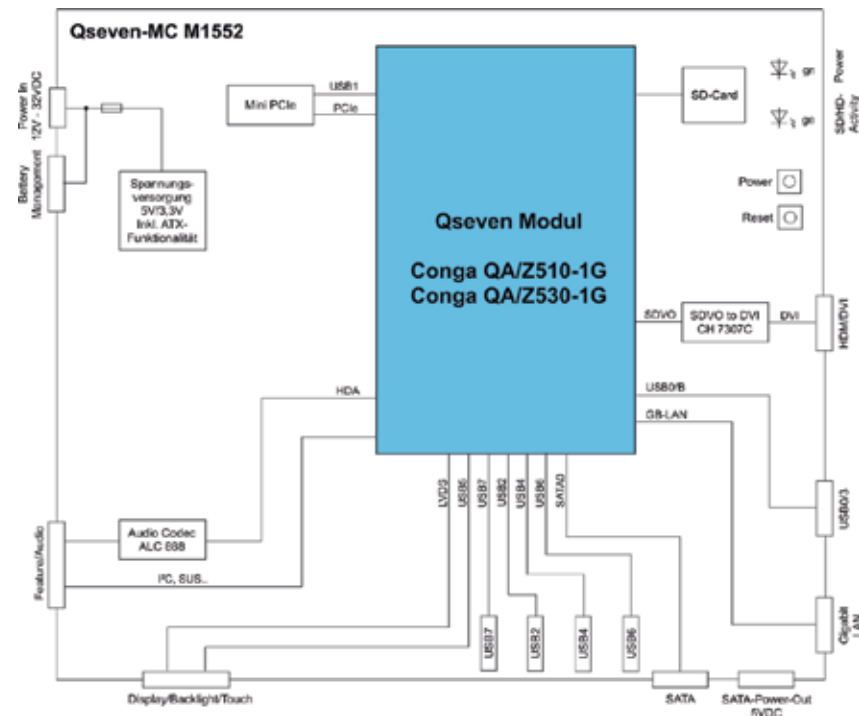 Qseven-MC M1552
Power In
12V - 32VDC
Battery
Management
Spannungs-
versorgung
5V/3,3V
Inkl. ATX-
Funktionalität
Mini PCIe
USB1
PCIe
Qseven Modul
Conga QA/Z510-1G
Conga QA/Z530-1G
SD-Card
gn
Power
gn
SD/HD-
Activity
Power
Reset
SDVO
SDVO to DVI
CH 7307C
DVI
HDM/DVI
USB0/B
GB-LAN
USB0/3
Gigabit
LAN
HDA
Audio Codec
ALC 888
Feature/Audio
I²C, SUS..
LVDS
USB5
USB7
USB2
USB4
USB6
SATA0
USB7
USB2
USB4
USB6
Display/Backlight/Touch
SATA
SATA-Power-Out
5VDC